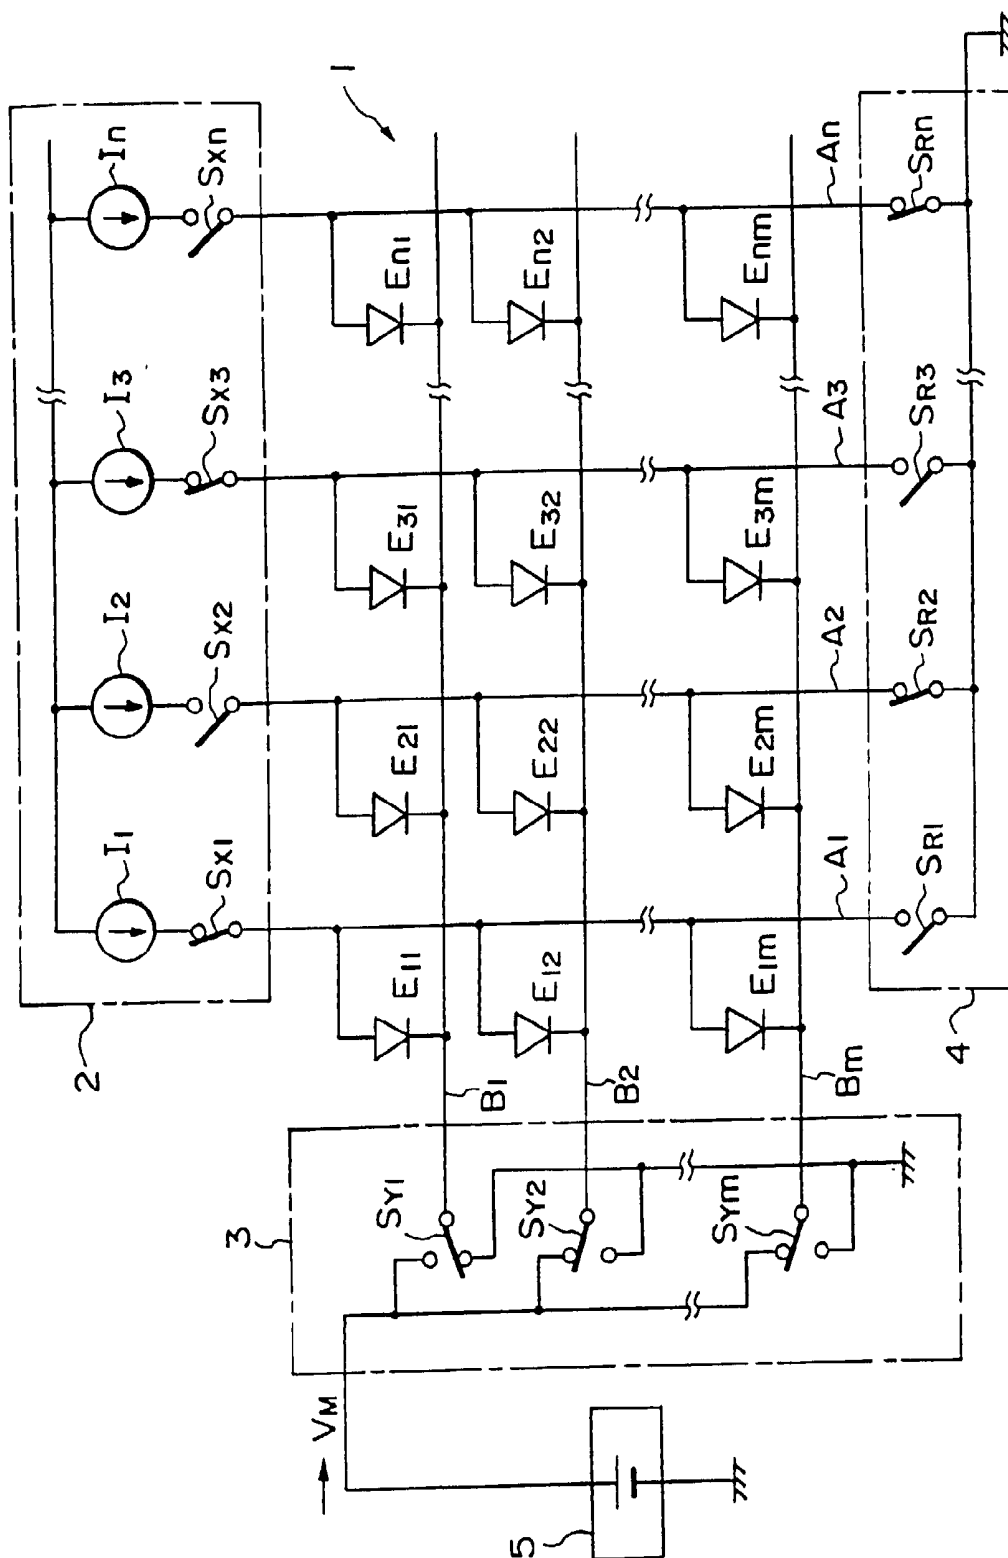 1
2
I1 I2 I3 In
SX1 SX2 SX3 SXn
E11 E21 E31 En1
E12 E22 E32 En2
E1m E2m E3m Enm
3
SY1 B1
SY2 B2
SYm Bm
A1 A2 A3 An
SR1 SR2 SR3 SRn
4
VM
5